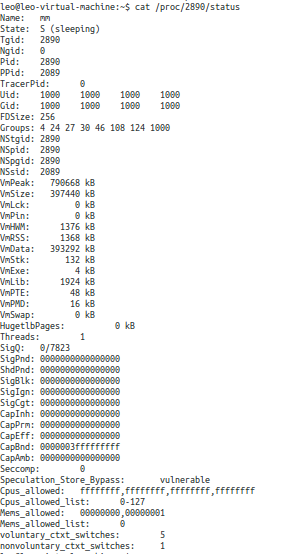 leo@leo-virtual-machine:~$ cat /proc/2890/status
Name:	mm
State:	S (sleeping)
Tgid:	2890
Ngid:	0
Pid:	2890
PPid:	2089
TracerPid:	0
Uid:	1000	1000	1000	1000
Gid:	1000	1000	1000	1000
FDSize:	256
Groups:	4 24 27 30 46 108 124 1000
NStgid:	2890
NSpid:	2890
NSpgid:	2890
NSsid:	2089
VmPeak:	  790668 kB
VmSize:	  397440 kB
VmLck:	       0 kB
VmPin:	       0 kB
VmHWM:	    1376 kB
VmRSS:	    1368 kB
VmData:	  393292 kB
VmStk:	     132 kB
VmExe:	       4 kB
VmLib:	    1924 kB
VmPTE:	      48 kB
VmPMD:	      16 kB
VmSwap:	       0 kB
HugetlbPages:	       0 kB
Threads:	1
SigQ:	0/7823
SigPnd:	0000000000000000
ShdPnd:	0000000000000000
SigBlk:	0000000000000000
SigIgn:	0000000000000000
SigCgt:	0000000000000000
CapInh:	0000000000000000
CapPrm:	0000000000000000
CapEff:	0000000000000000
CapBnd:	0000003fffffffff
CapAmb:	0000000000000000
Seccomp:	0
Speculation_Store_Bypass:	vulnerable
Cpus_allowed:	ffffffff,ffffffff,ffffffff,ffffffff
Cpus_allowed_list:	0-127
Mems_allowed:	00000000,00000001
Mems_allowed_list:	0
voluntary_ctxt_switches:	5
nonvoluntary_ctxt_switches:	1